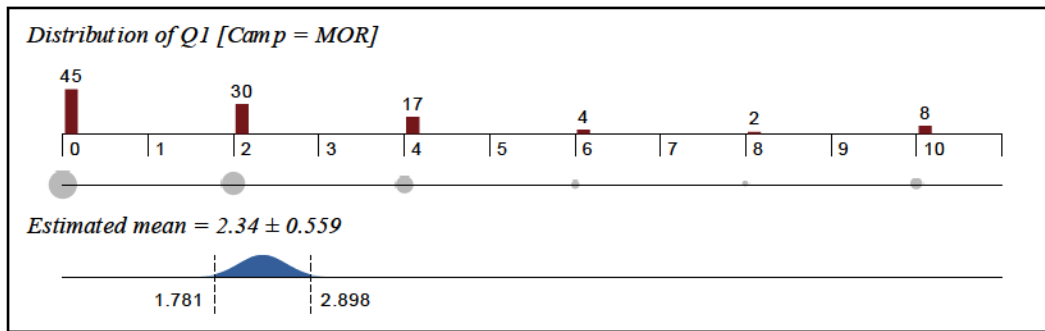 Distribution of Q1 [Camp = MOR]
45 30 17 4 2 8
0 1 2 3 4 5 6 7 8 9 10
Estimated mean = 2.34 ± 0.559
1.781 2.898